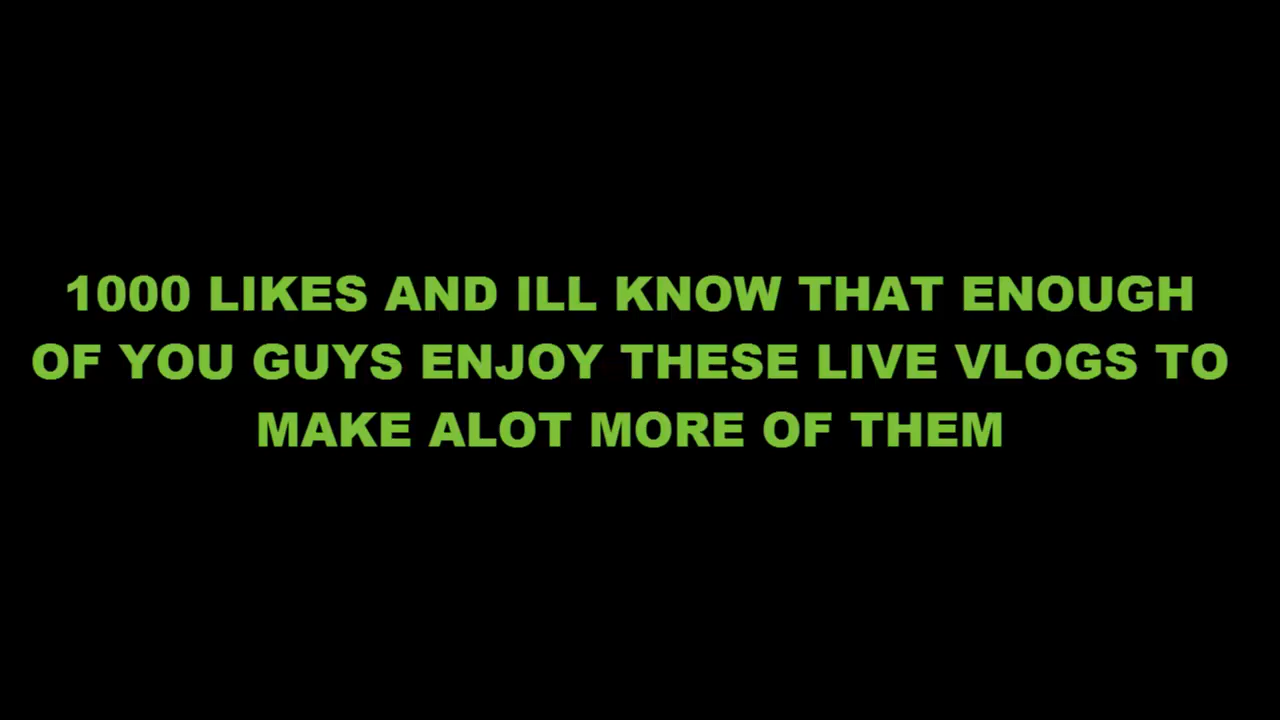 1000 LIKES AND ILL KNOW THAT ENOUGH
OF YOU GUYS ENJOY THESE LIVE VLOGS TO
MAKE ALOT MORE OF THEM